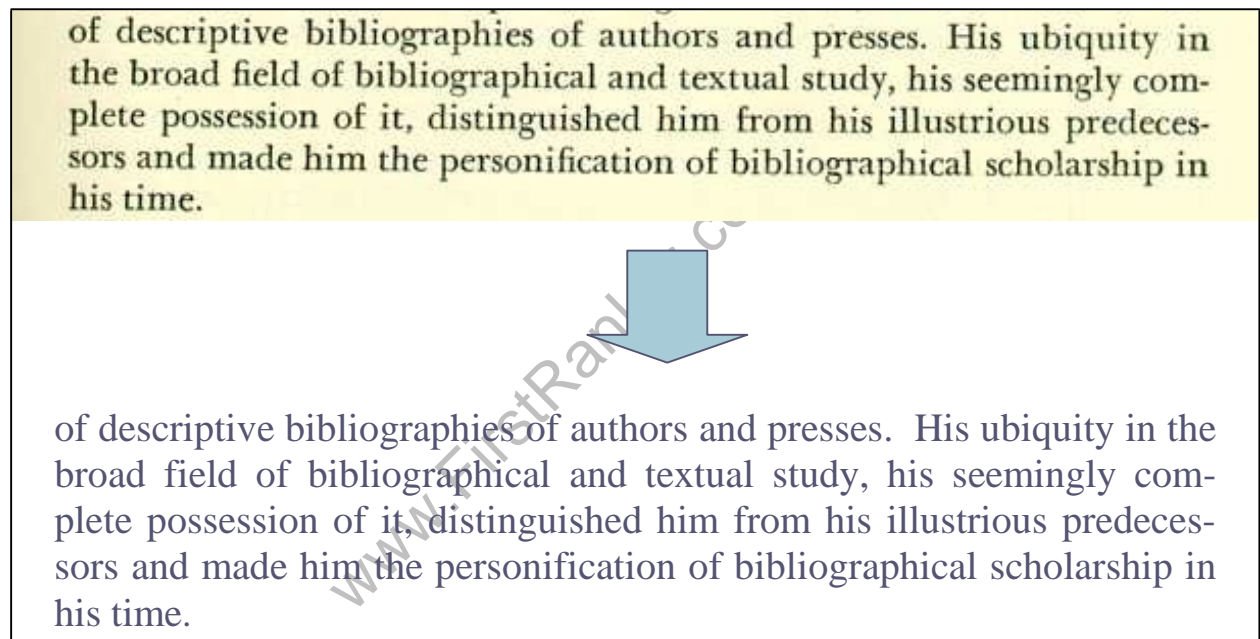 of descriptive bibliographies of authors and presses. His ubiquity in
the broad field of bibliographical and textual study, his seemingly com-
plete possession of it, distinguished him from his illustrious predeces-
sors and made him the personification of bibliographical scholarship in
his time.
of descriptive bibliographies of authors and presses. His ubiquity in the
broad field of bibliographical and textual study, his seemingly com-
plete possession of it, distinguished him from his illustrious predeces-
sors and made him the personification of bibliographical scholarship in
his time.